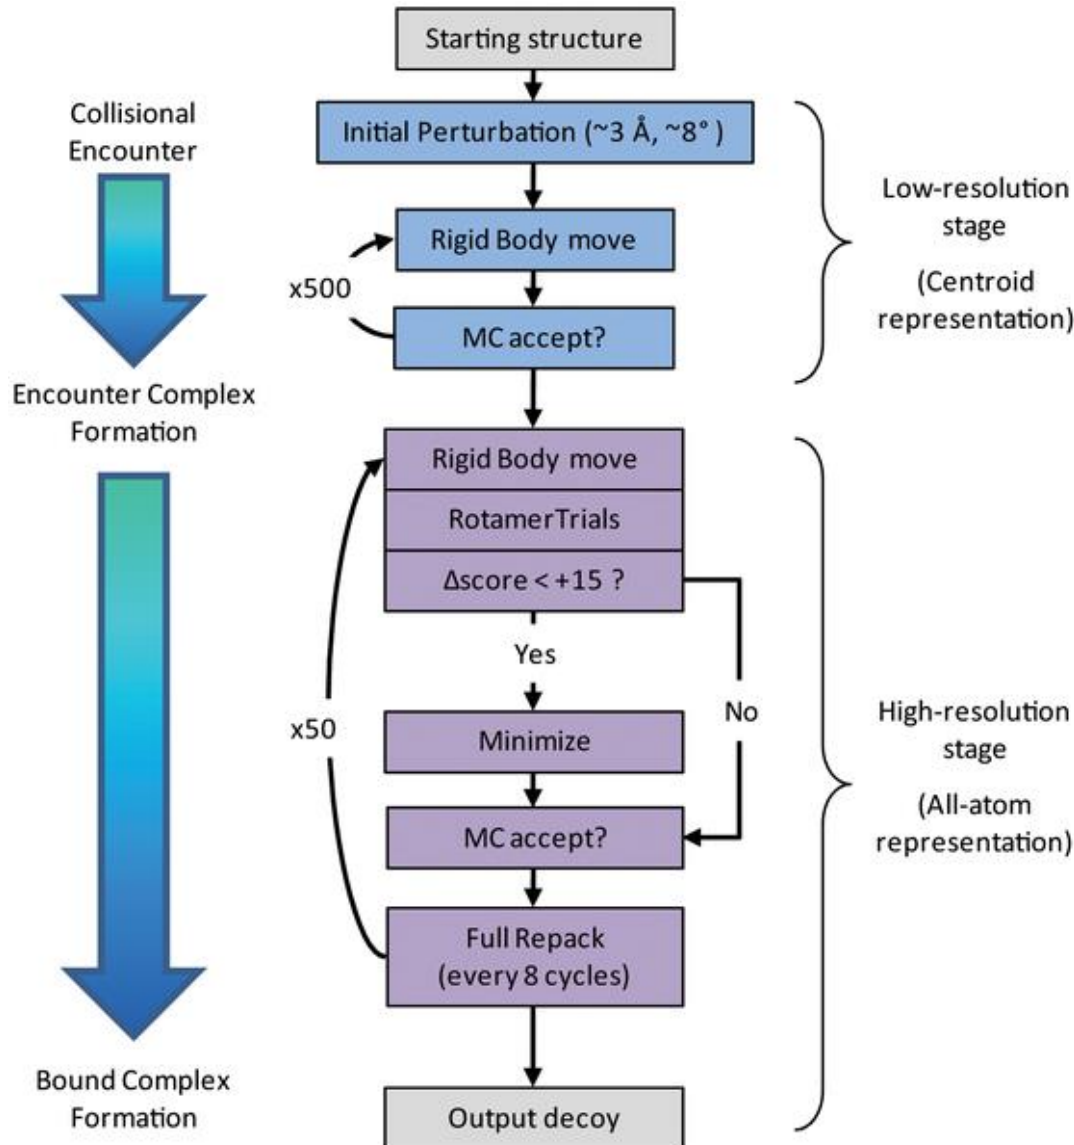 Starting structure
Collisional
Encounter
Initial Perturbation (~3 Å, ~8°)
Rigid Body move
x500
MC accept?
Low-resolution
stage
(Centroid
representation)
Encounter Complex
Formation
Rigid Body move
RotamerTrials
Δscore < +15 ?
Yes
No
x50
Minimize
MC accept?
Full Repack
(every 8 cycles)
High-resolution
stage
(All-atom
representation)
Bound Complex
Formation
Output decoy